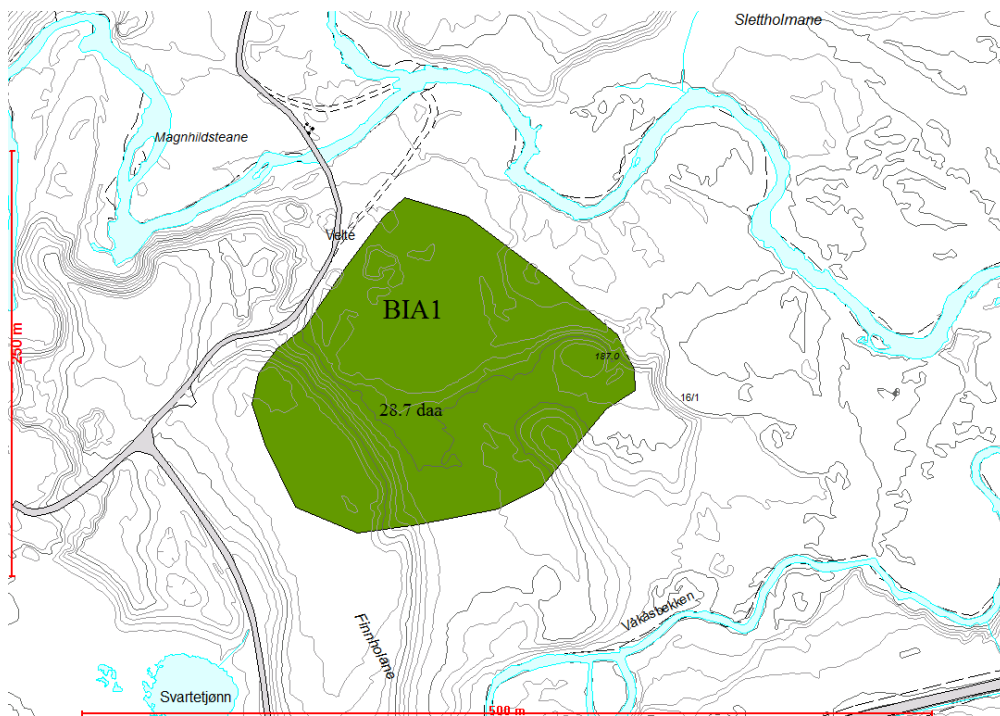 Slettholmane
Magnhildsteane
Velte
BIA1
250 m
187.0
16/1
28.7 daa
Våkåsbekken
Finnholane
Svartetjønn
500 m